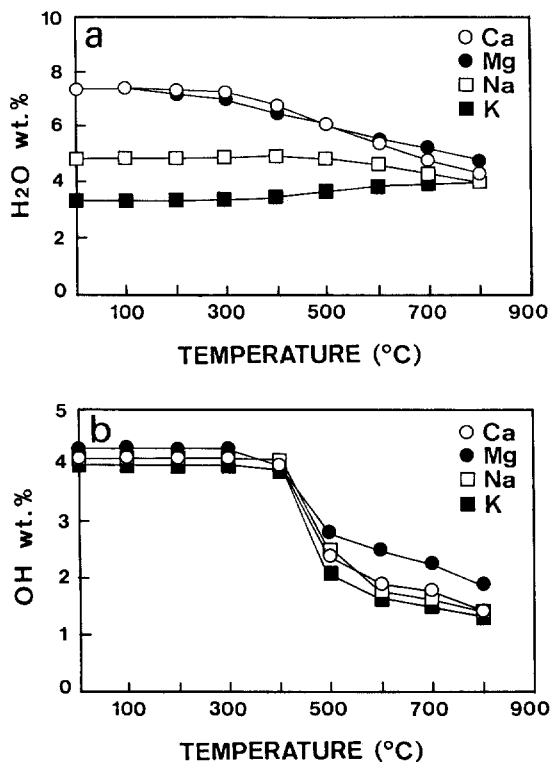 a
10
8
6
4
2
0
H2O wt.%
Ca
Mg
Na
K
100 300 500 700 900
TEMPERATURE (°C)
b
5
4
3
2
1
0
OH wt.%
Ca
Mg
Na
K
100 300 500 700 900
TEMPERATURE (°C)